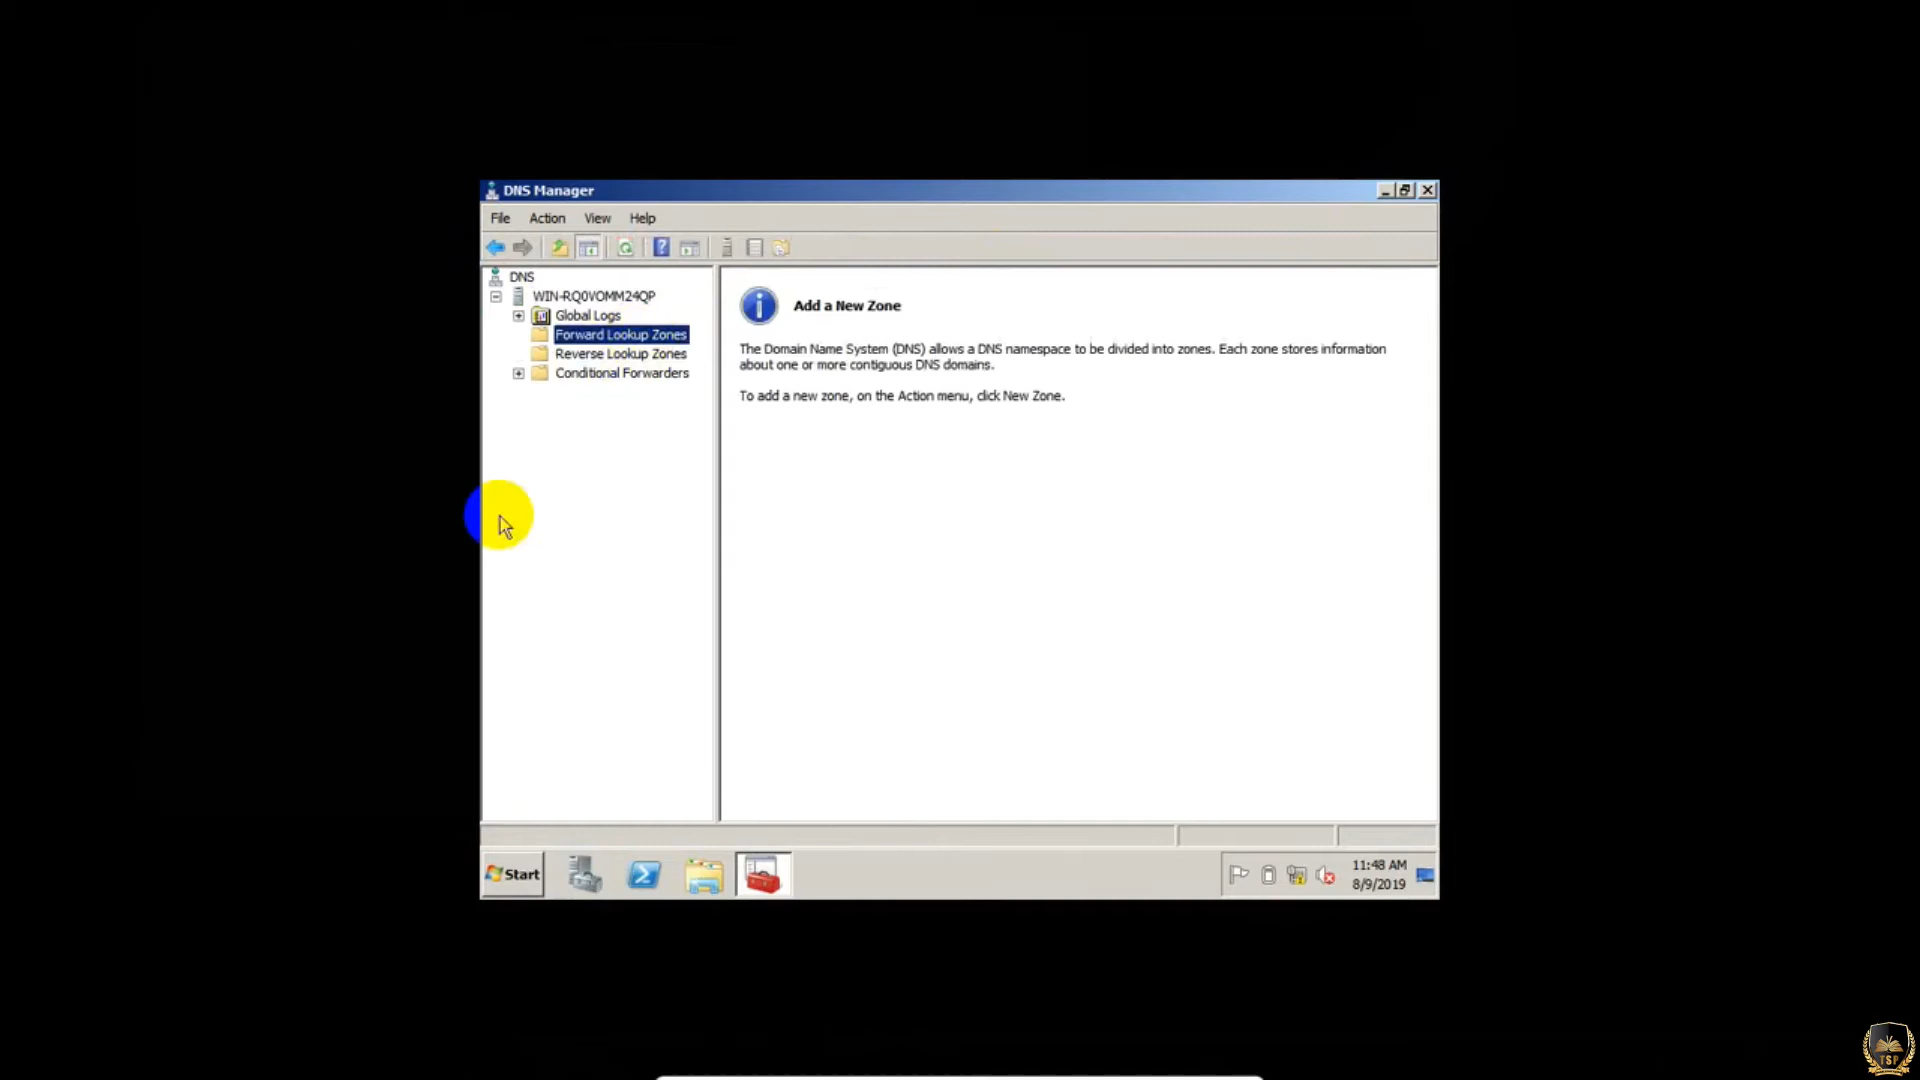 DNS Manager
File Action View Help
DNS
WIN-RQ0VOMM24QP
Global Logs
Forward Lookup Zones
Reverse Lookup Zones
Conditional Forwarders
Add a New Zone
The Domain Name System (DNS) allows a DNS namespace to be divided into zones. Each zone stores information
about one or more contiguous DNS domains.
To add a new zone, on the Action menu, click New Zone.
Start
11:48 AM
8/9/2019
TSP